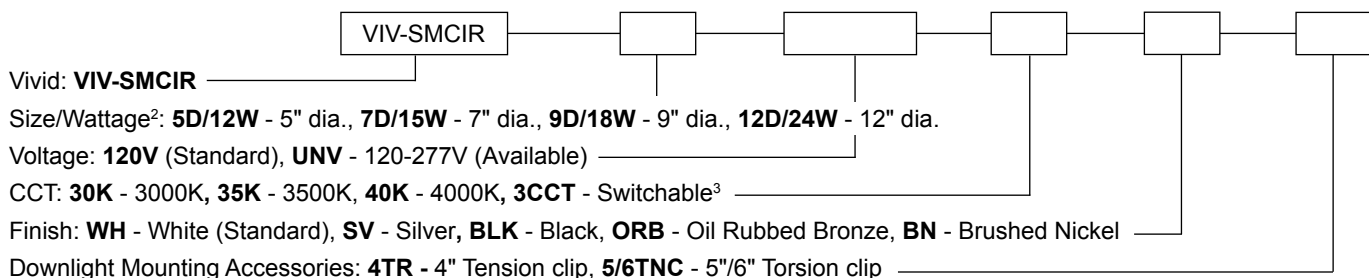 VIV-SMCIR
Vivid: VIV-SMCIR
Size/Wattage²: 5D/12W - 5" dia., 7D/15W - 7" dia., 9D/18W - 9" dia., 12D/24W - 12" dia.
Voltage: 120V (Standard), UNV - 120-277V (Available)
CCT: 30K - 3000K, 35K - 3500K, 40K - 4000K, 3CCT - Switchable³
Finish: WH - White (Standard), SV - Silver, BLK - Black, ORB - Oil Rubbed Bronze, BN - Brushed Nickel
Downlight Mounting Accessories: 4TR - 4" Tension clip, 5/6TNC - 5"/6" Torsion clip